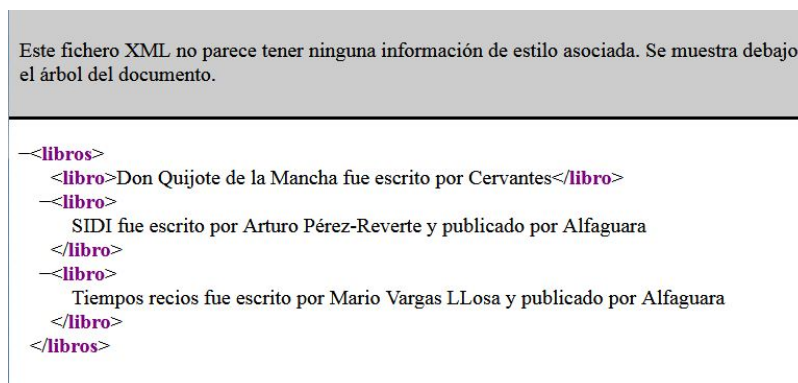 Este fichero XML no parece tener ninguna información de estilo asociada. Se muestra debajo
el árbol del documento.
−<libros>
<libro>Don Quijote de la Mancha fue escrito por Cervantes</libro>
−<libro>
SIDI fue escrito por Arturo Pérez-Reverte y publicado por Alfaguara
</libro>
−<libro>
Tiempos recios fue escrito por Mario Vargas LLosa y publicado por Alfaguara
</libro>
</libros>